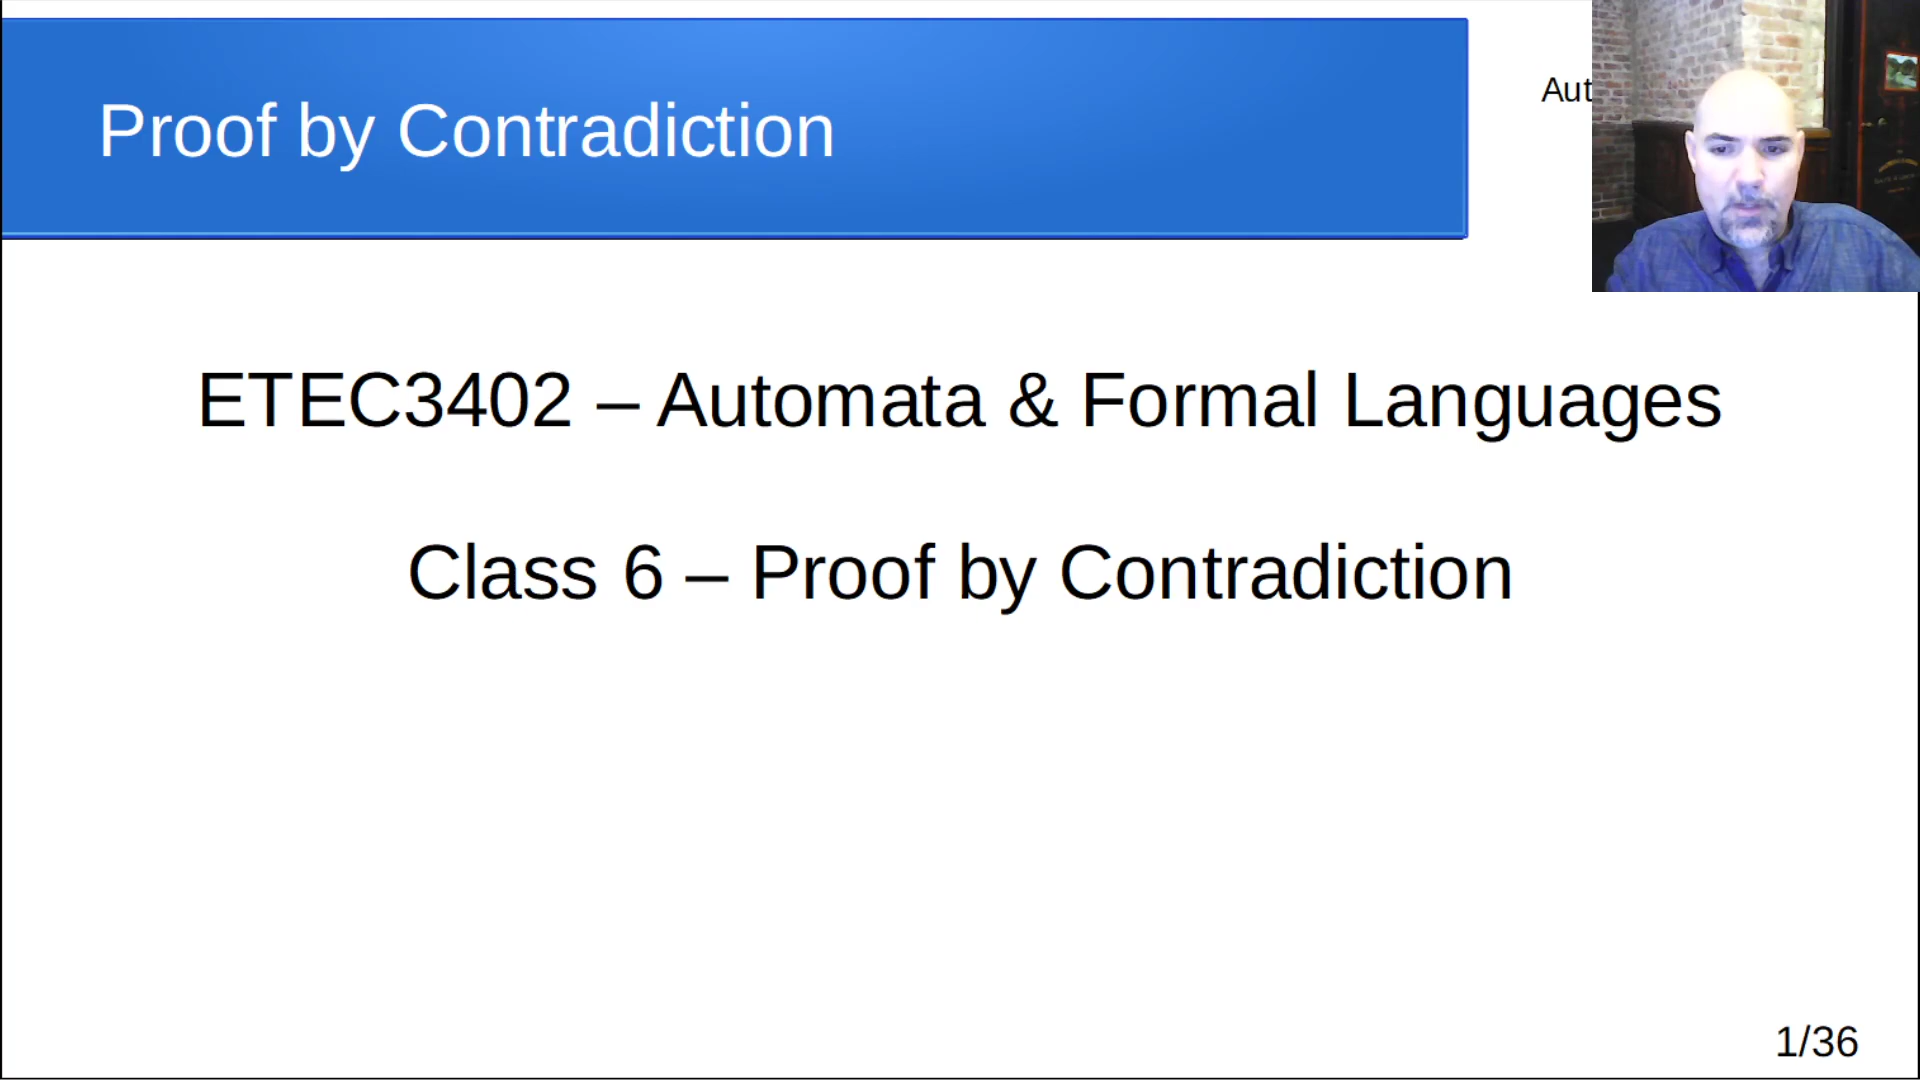 Proof by Contradiction
Aut
ETEC3402 – Automata & Formal Languages
Class 6 – Proof by Contradiction
1/36